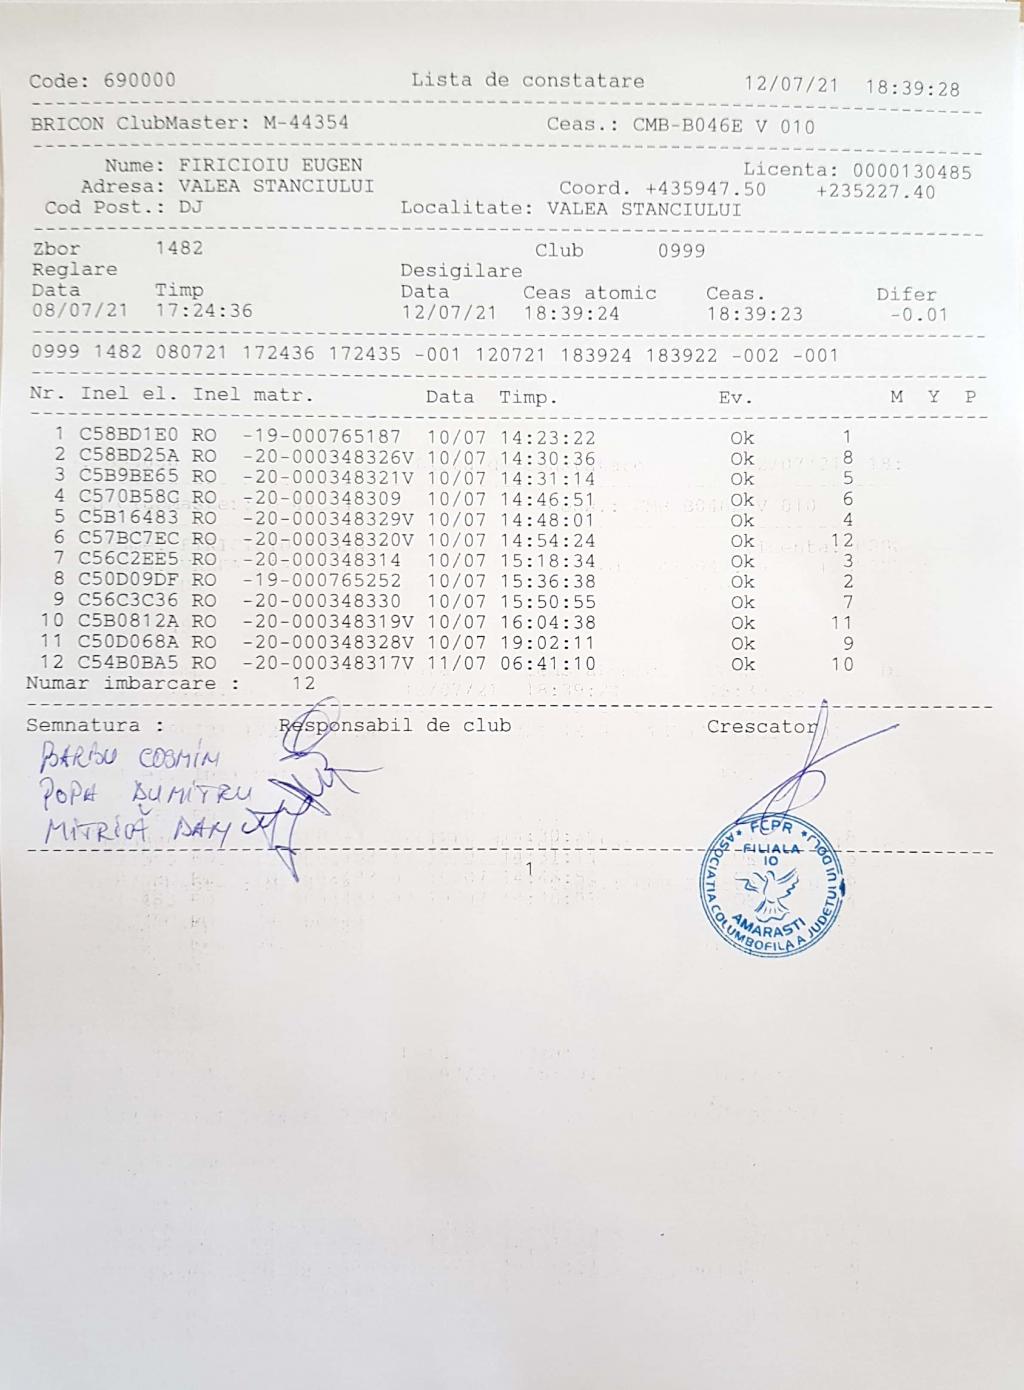 Code: 690000 Lista de constatare 12/07/21 18:39:28
BRICON ClubMaster: M-44354 Ceas.: CMB-B046E V 010
Nume: FIRICIOIU EUGEN Licenta: 0000130485
Adresa: VALEA STANCIULUI Coord. +435947.50 +235227.40
Cod Post.: DJ Localitate: VALEA STANCIULUI
Zbor 1482 Club 0999
Reglare Desigilare
Data Timp Data Ceas atomic Ceas. Difer
08/07/21 17:24:36 12/07/21 18:39:24 18:39:23 -0.01
0999 1482 080721 172436 172435 -001 120721 183924 183922 -002 -001
Nr. Inel el. Inel matr. Data Timp. Ev. M Y P
1 C58BD1E0 RO -19-000765187 10/07 14:23:22 Ok 1
2 C58BD25A RO -20-000348326V 10/07 14:30:36 Ok 8
3 C5B9BE65 RO -20-000348321V 10/07 14:31:14 Ok 5
4 C570B58C RO -20-000348309 10/07 14:46:51 Ok 6
5 C5B16483 RO -20-000348329V 10/07 14:48:01 Ok 4
6 C57BC7EC RO -20-000348320V 10/07 14:54:24 Ok 12
7 C56C2EE5 RO -20-000348314 10/07 15:18:34 Ok 3
8 C50D09DF RO -19-000765252 10/07 15:36:38 Ok 2
9 C56C3C36 RO -20-000348330 10/07 15:50:55 Ok 7
10 C5B0812A RO -20-000348319V 10/07 16:04:38 Ok 11
11 C50D068A RO -20-000348328V 10/07 19:02:11 Ok 9
12 C54B0BA5 RO -20-000348317V 11/07 06:41:10 Ok 10
Numar imbarcare : 12
Semnatura : Responsabil de club Crescator
BARBU COSMIN
POPA DUMITRU
MITRICĂ DAN
1
ASOCIATIA COLUMBOFILA A JUDETULUI DOLJ
FCPR
FILIALA
10
AMARASTI